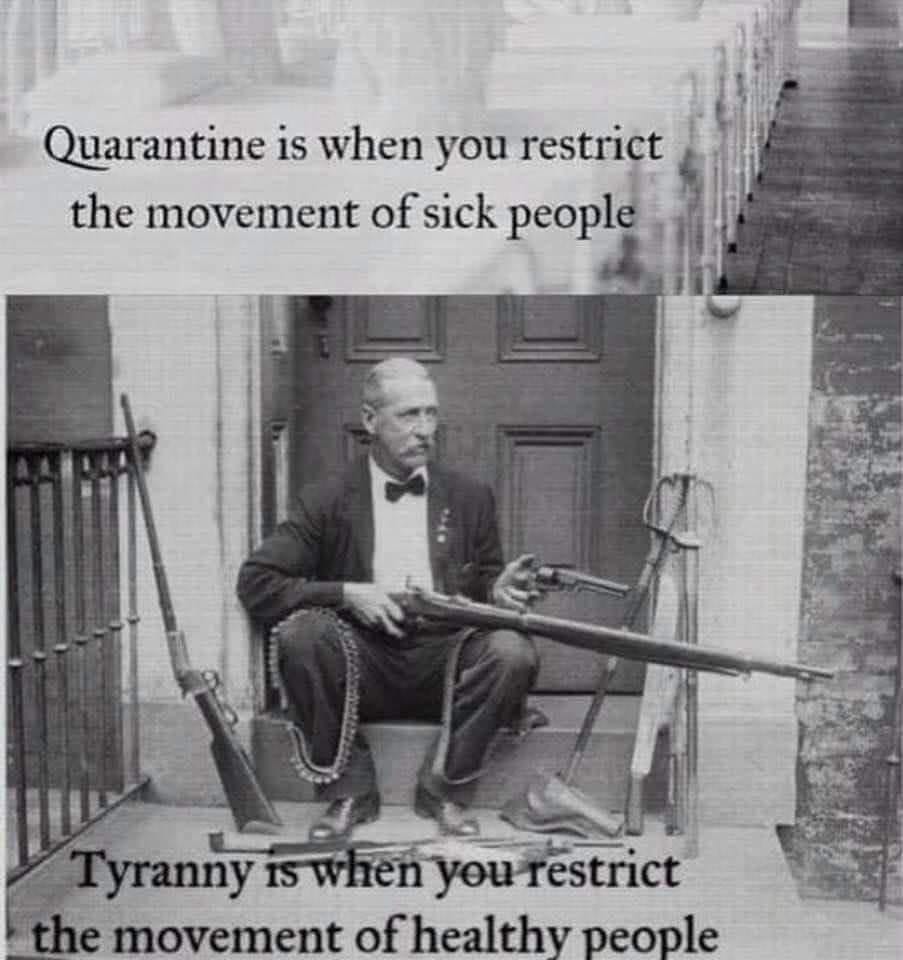 Quarantine is when you restrict
the movement of sick people
Tyranny is when you restrict
the movement of healthy people